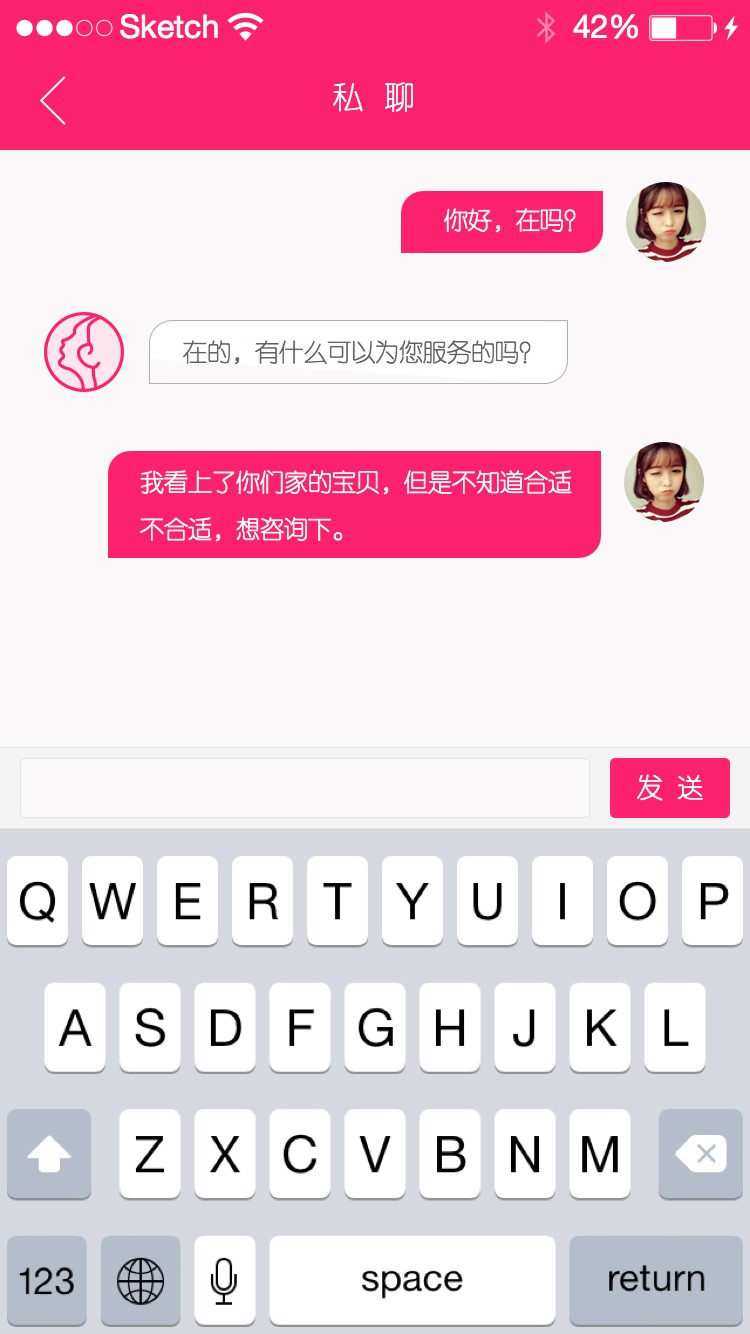 Sketch 42%
私 聊
你好，在吗？
在的，有什么可以为您服务的吗？
我看上了你们家的宝贝，但是不知道合适
不合适，想咨询下。
发 送
Q W E R T Y U I O P
A S D F G H J K L
Z X C V B N M
123 space return